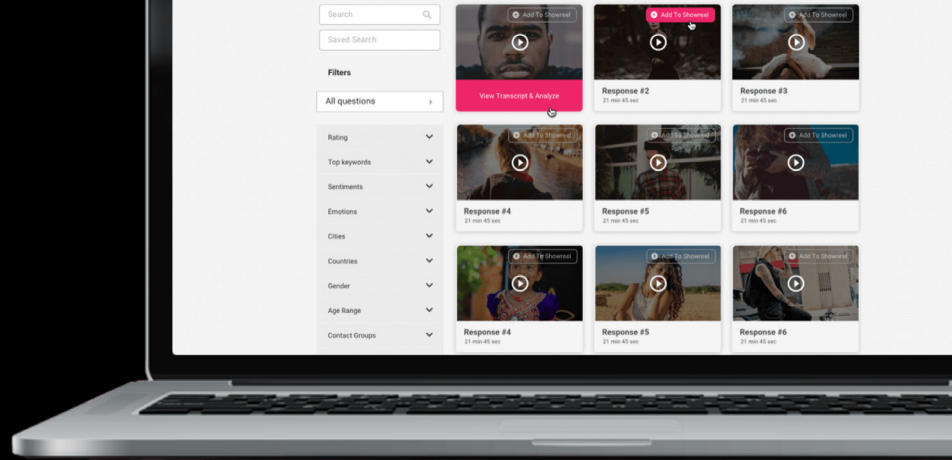 Search
Saved Search
Filters
All questions
Rating
Top keywords
Sentiments
Emotions
Cities
Countries
Gender
Age Range
Contact Groups
Add To Showreel
View Transcript & Analyze
Add To Showreel
Response #2
21 min 45 sec
Add To Showreel
Response #3
21 min 45 sec
Add To Showreel
Response #4
21 min 45 sec
Add To Showreel
Response #5
21 min 45 sec
Add To Showreel
Response #6
21 min 45 sec
Add To Showreel
Response #4
21 min 45 sec
Add To Showreel
Response #5
21 min 45 sec
Add To Showreel
Response #6
21 min 45 sec